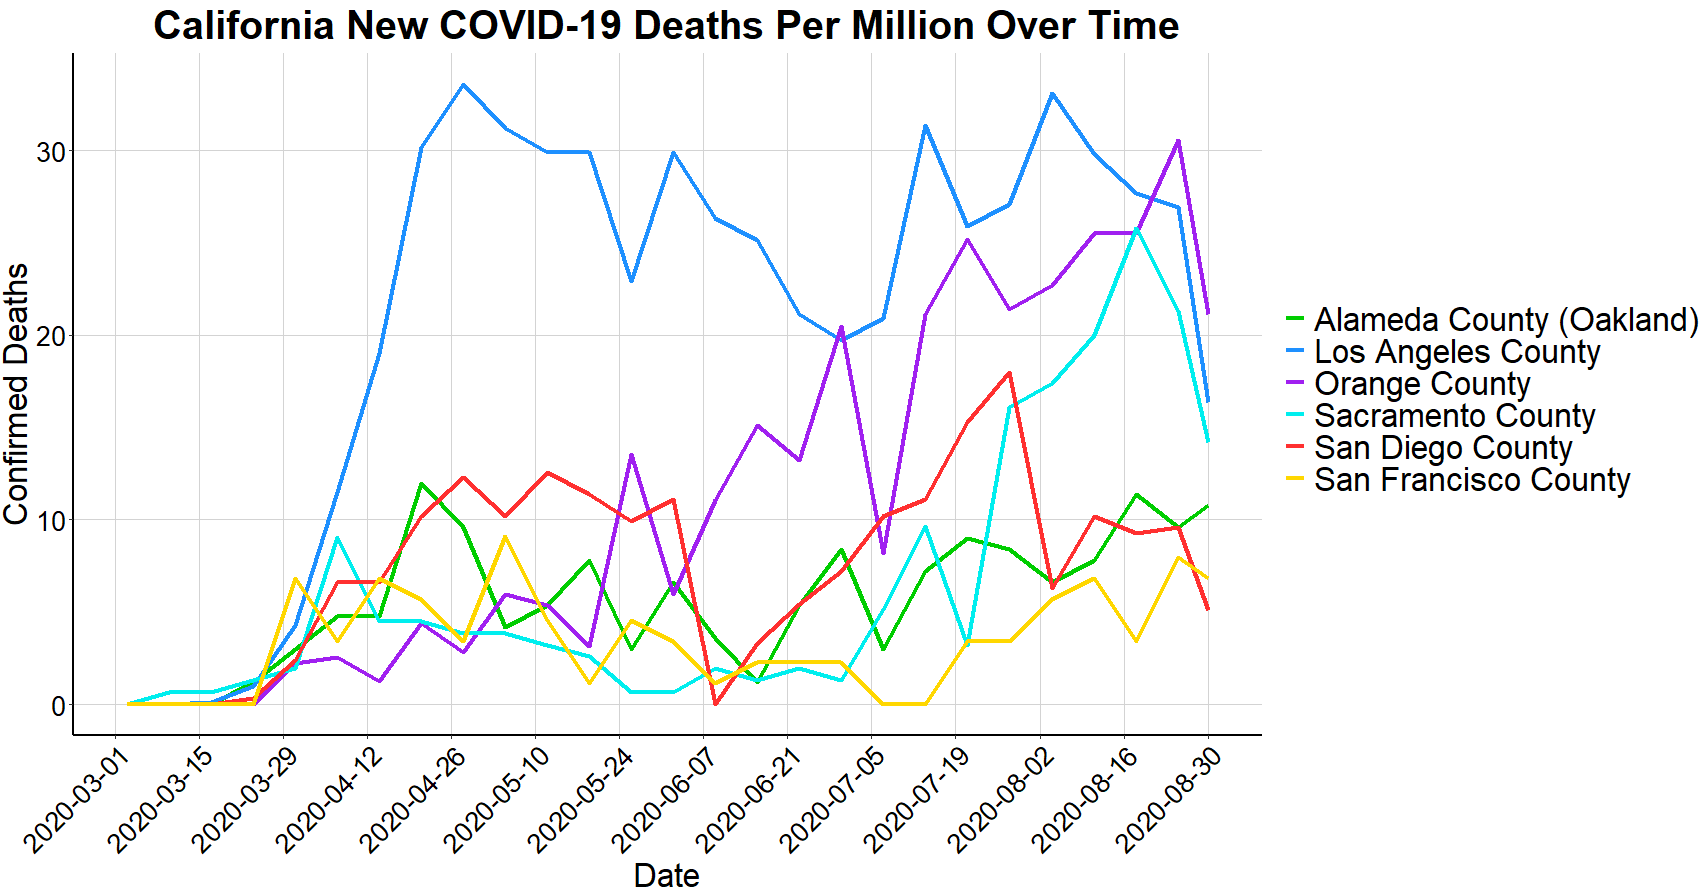 California New COVID-19 Deaths Per Million Over Time
Confirmed Deaths
30
20
10
0
2020-03-01
2020-03-15
2020-03-29
2020-04-12
2020-04-26
2020-05-10
2020-05-24
2020-06-07
2020-06-21
2020-07-05
2020-07-19
2020-08-02
2020-08-16
2020-08-30
Date
Alameda County (Oakland)
Los Angeles County
Orange County
Sacramento County
San Diego County
San Francisco County